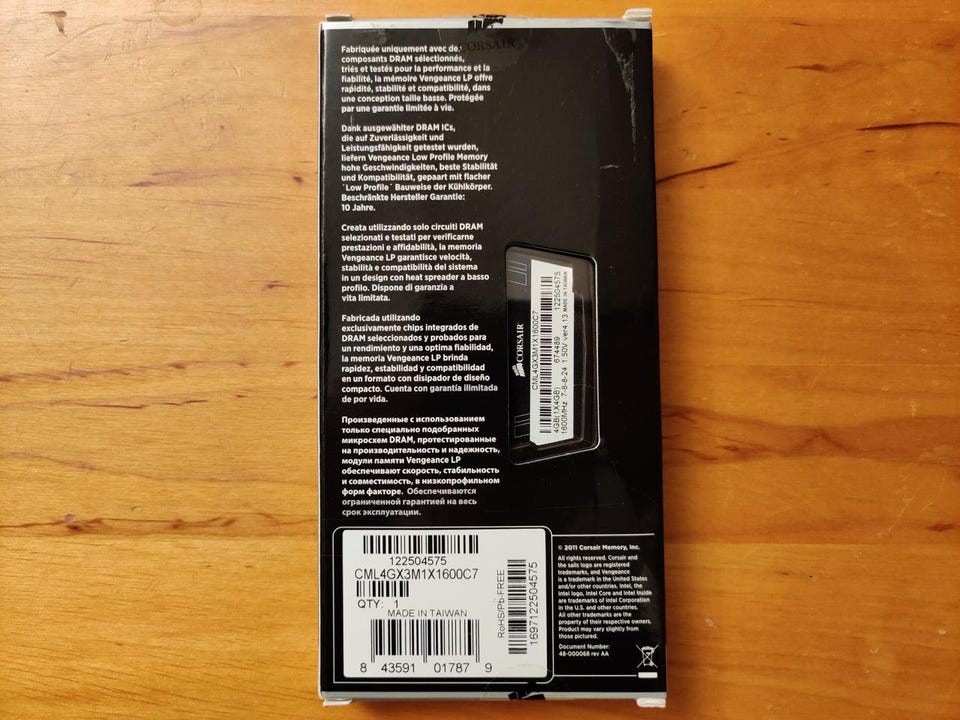 CORSAIR
Fabriquée uniquement avec de
composants DRAM sélectionnés,
triés et testés pour la performance et la
fiabilité, la mémoire Vengeance LP offre
rapidité, stabilité et compatibilité, dans
une conception taille basse. Protégée
par une garantie limitée à vie.
Dank ausgewählter DRAM ICs,
die auf Zuverlässigkeit und
Leistungsfähigkeit getestet wurden,
liefern Vengeance Low Profile Memory
hohe Geschwindigkeiten, beste Stabilität
und Kompatibilität, gepaart mit flacher
´Low Profile´ Bauweise der Kühlkörper.
Beschränkte Hersteller Garantie:
10 Jahre.
Creata utilizzando solo circuiti DRAM
selezionati e testati per verificarne
prestazioni e affidabilità, la memoria
Vengeance LP garantisce velocità,
stabilità e compatibilità del sistema
in un design con heat spreader a basso
profilo. Dispone di garanzia a
vita limitata.
Fabricada utilizando
exclusivamente chips integrados de
DRAM seleccionados y probados para
un rendimiento y una optima fiabilidad,
la memoria Vengeance LP brinda
rapidez, estabilidad y compatibilidad
en un formato con disipador de diseño
compacto. Cuenta con garantía ilimitada
de por vida.
Произведенные с использованием
только специально подобранных
микросхем DRAM, протестированные
на производительность и надежность,
модули памяти Vengeance LP
обеспечивают скорость, стабильность
и совместимость, в низкопрофильном
форм факторе. Обеспечиваются
ограниченной гарантией на весь
срок эксплуатации.
CORSAIR
CML4GX3M1X1600C7
122504575
4GB(1X4GB) 674489 MADE IN TAIWAN
1600MHz 7-8-8-24 1.50V ver4.13
122504575
CML4GX3M1X1600C7
QTY: 1
MADE IN TAIWAN
8 43591 01787 9
RoHS/Pb-FREE
1697122504575
© 2011 Corsair Memory, Inc.
All rights reserved. Corsair and
the sails logo are registered
trademarks, and Vengeance
is a trademark in the United States
and/or other countries. Intel, the
Intel logo, Intel Core and Intel Inside
are trademarks of Intel Corporation
in the U.S. and other countries.
All other trademarks are the
property of their respective owners.
Product may vary slightly from
those pictured.
Document Number:
48-000068 rev AA